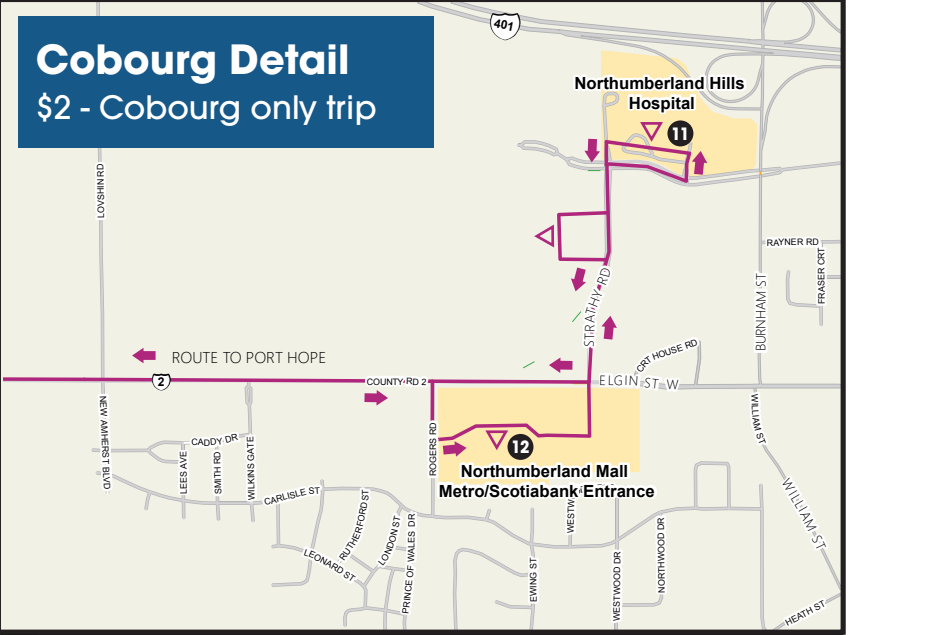 Cobourg Detail
$2 - Cobourg only trip
401
Northumberland Hills
Hospital
11
LOVSHIN RD
RAYNER RD
FRASER CRT
BURNHAM ST
STRATHY RD
CRT HOUSE RD
ROUTE TO PORT HOPE
2
COUNTY RD 2
ELGIN ST W
NEW AMHERST BLVD
CADDY DR
LEES AVE
SMITH RD
WILKINS GATE
ROGERS RD
12
Northumberland Mall
Metro/Scotiabank Entrance
WILLIAM ST
WILLIAM ST
CARLISLE ST
RUTHERFORD ST
LONDON ST
PRINCE OF WALES DR
LEONARD ST
EWING ST
WESTWOOD DR
NORTHWOOD DR
HEATH ST